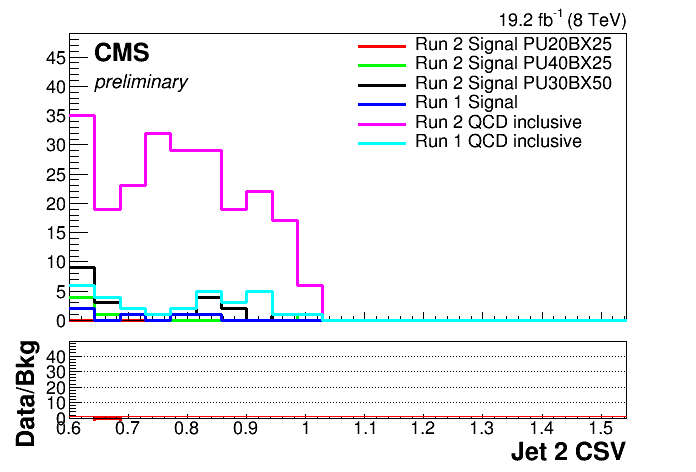 19.2 fb⁻¹ (8 TeV)
CMS
preliminary
Run 2 Signal PU20BX25
Run 2 Signal PU40BX25
Run 2 Signal PU30BX50
Run 1 Signal
Run 2 QCD inclusive
Run 1 QCD inclusive
45
40
35
30
25
20
15
10
5
0
Data/Bkg
40
30
20
10
0
0.6 0.7 0.8 0.9 1 1.1 1.2 1.3 1.4 1.5
Jet 2 CSV